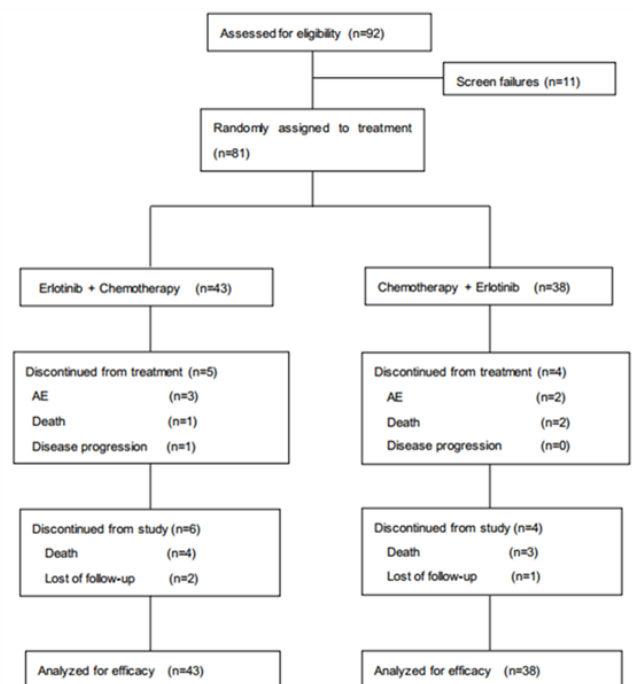 Assessed for eligibility (n=92)
Screen failures (n=11)
Randomly assigned to treatment
(n=81)
Erlotinib + Chemotherapy (n=43)
Discontinued from treatment (n=5)
AE (n=3)
Death (n=1)
Disease progression (n=1)
Discontinued from study (n=6)
Death (n=4)
Lost of follow-up (n=2)
Analyzed for efficacy (n=43)
Chemotherapy + Erlotinib (n=38)
Discontinued from treatment (n=4)
AE (n=2)
Death (n=2)
Disease progression (n=0)
Discontinued from study (n=4)
Death (n=3)
Lost of follow-up (n=1)
Analyzed for efficacy (n=38)